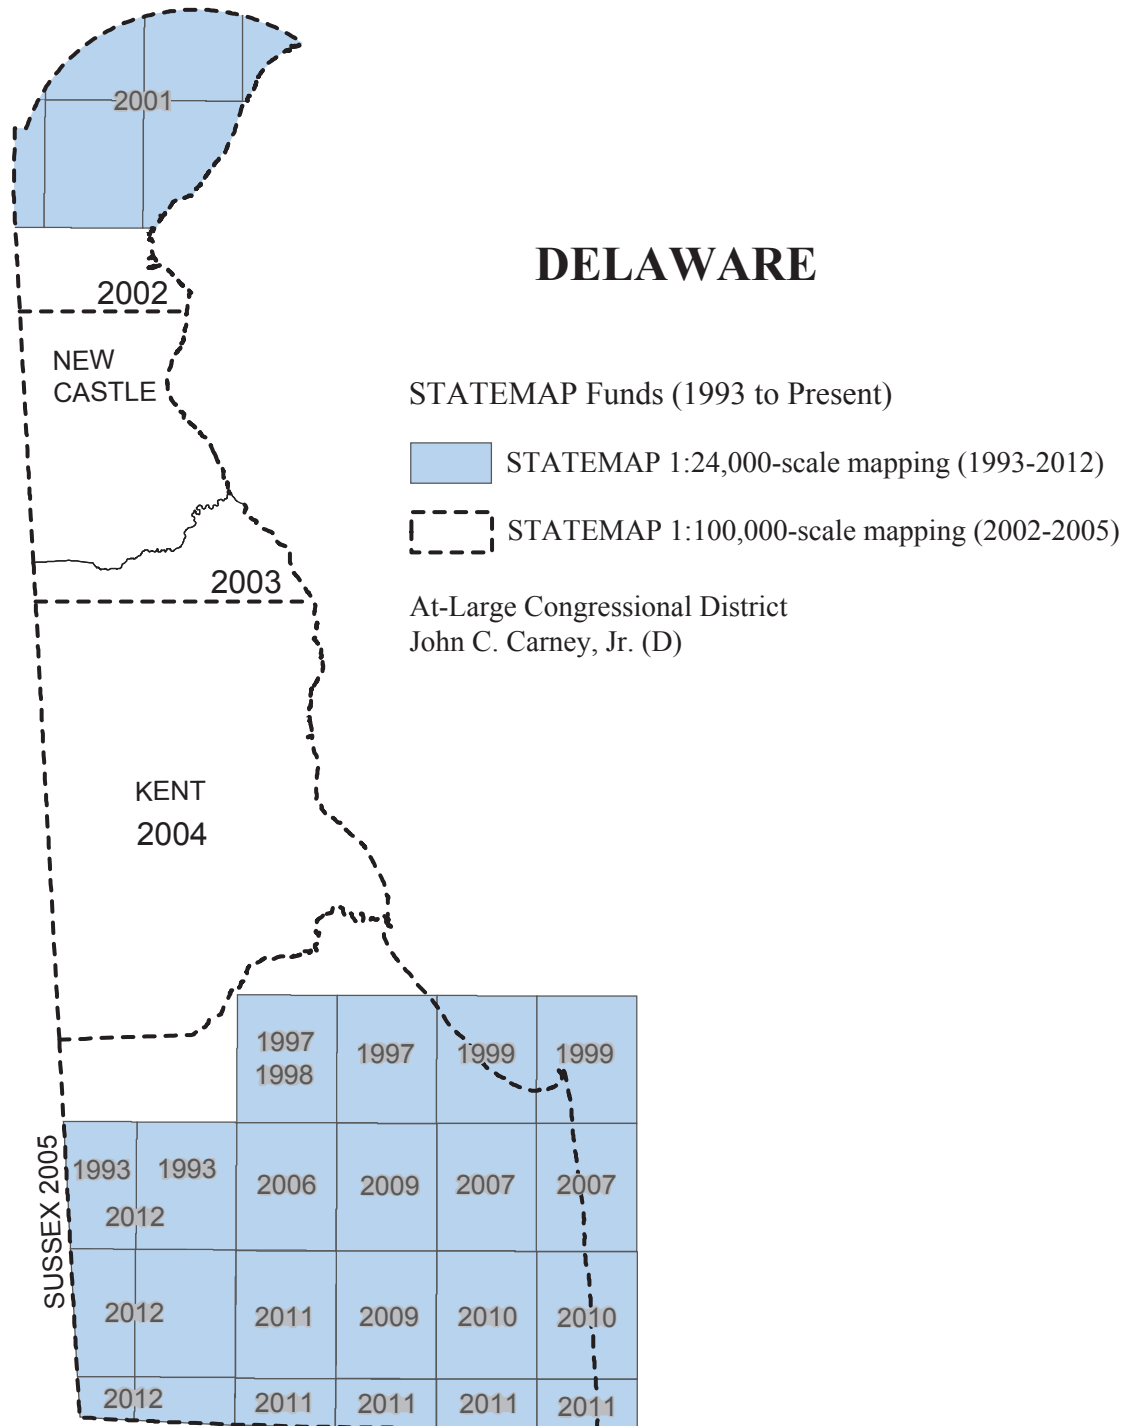 2001
DELAWARE
2002
NEW
CASTLE
STATEMAP Funds (1993 to Present)
STATEMAP 1:24,000-scale mapping (1993-2012)
STATEMAP 1:100,000-scale mapping (2002-2005)
2003
At-Large Congressional District
John C. Carney, Jr. (D)
KENT
2004
1997
1998
1997
1999
1999
SUSSEX 2005
1993
1993
2012
2006
2009
2007
2007
2012
2011
2009
2010
2010
2012
2011
2011
2011
2011